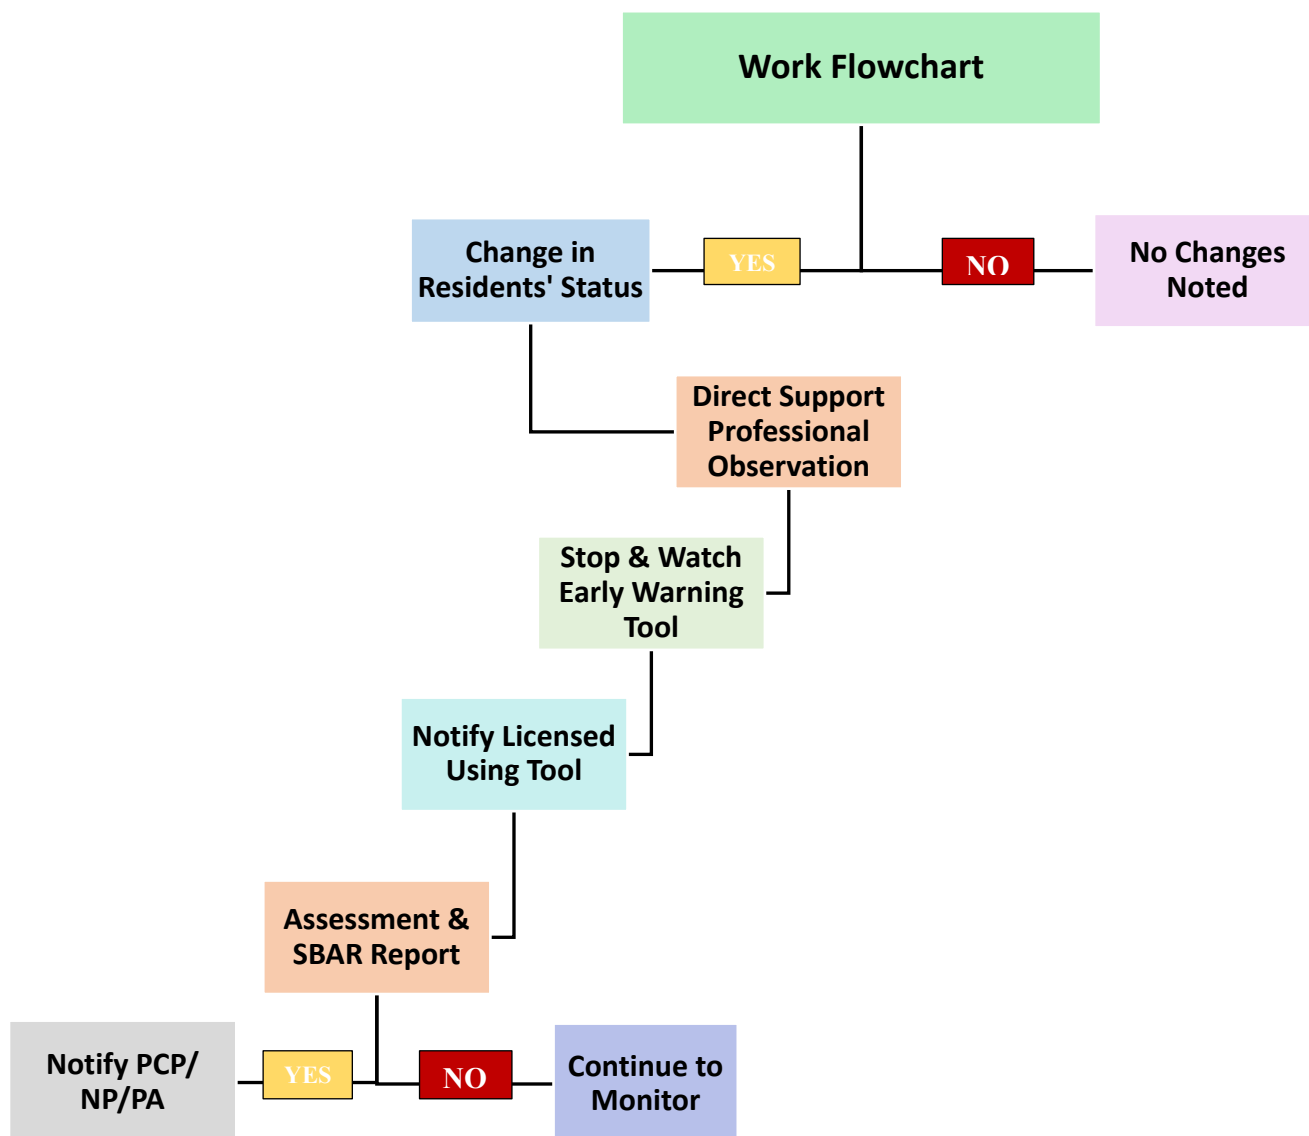 Work Flowchart
Change in
Residents' Status
YES
NO
No Changes
Noted
Direct Support
Professional
Observation
Stop & Watch
Early Warning
Tool
Notify Licensed
Using Tool
Assessment &
SBAR Report
Notify PCP/
NP/PA
YES
NO
Continue to
Monitor